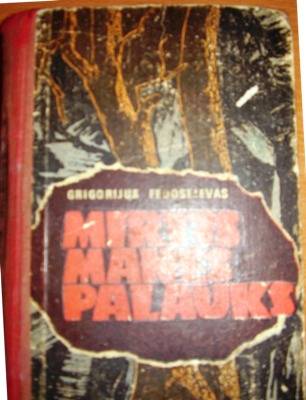 GRIGORIJUS FEDOSEJEVAS
MIRTIS
MANĘS
PALAUKS